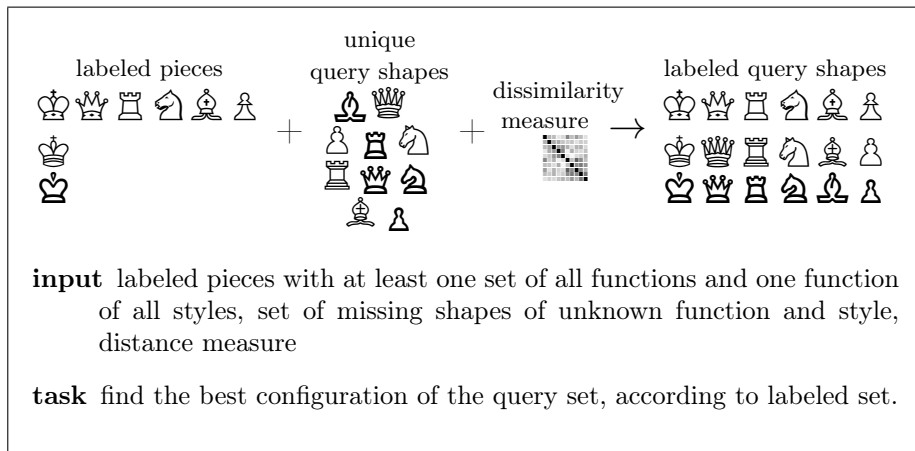 unique
labeled pieces
query shapes
labeled query shapes
dissimilarity
measure
+
+
→
input labeled pieces with at least one set of all functions and one function
of all styles, set of missing shapes of unknown function and style,
distance measure
task find the best configuration of the query set, according to labeled set.